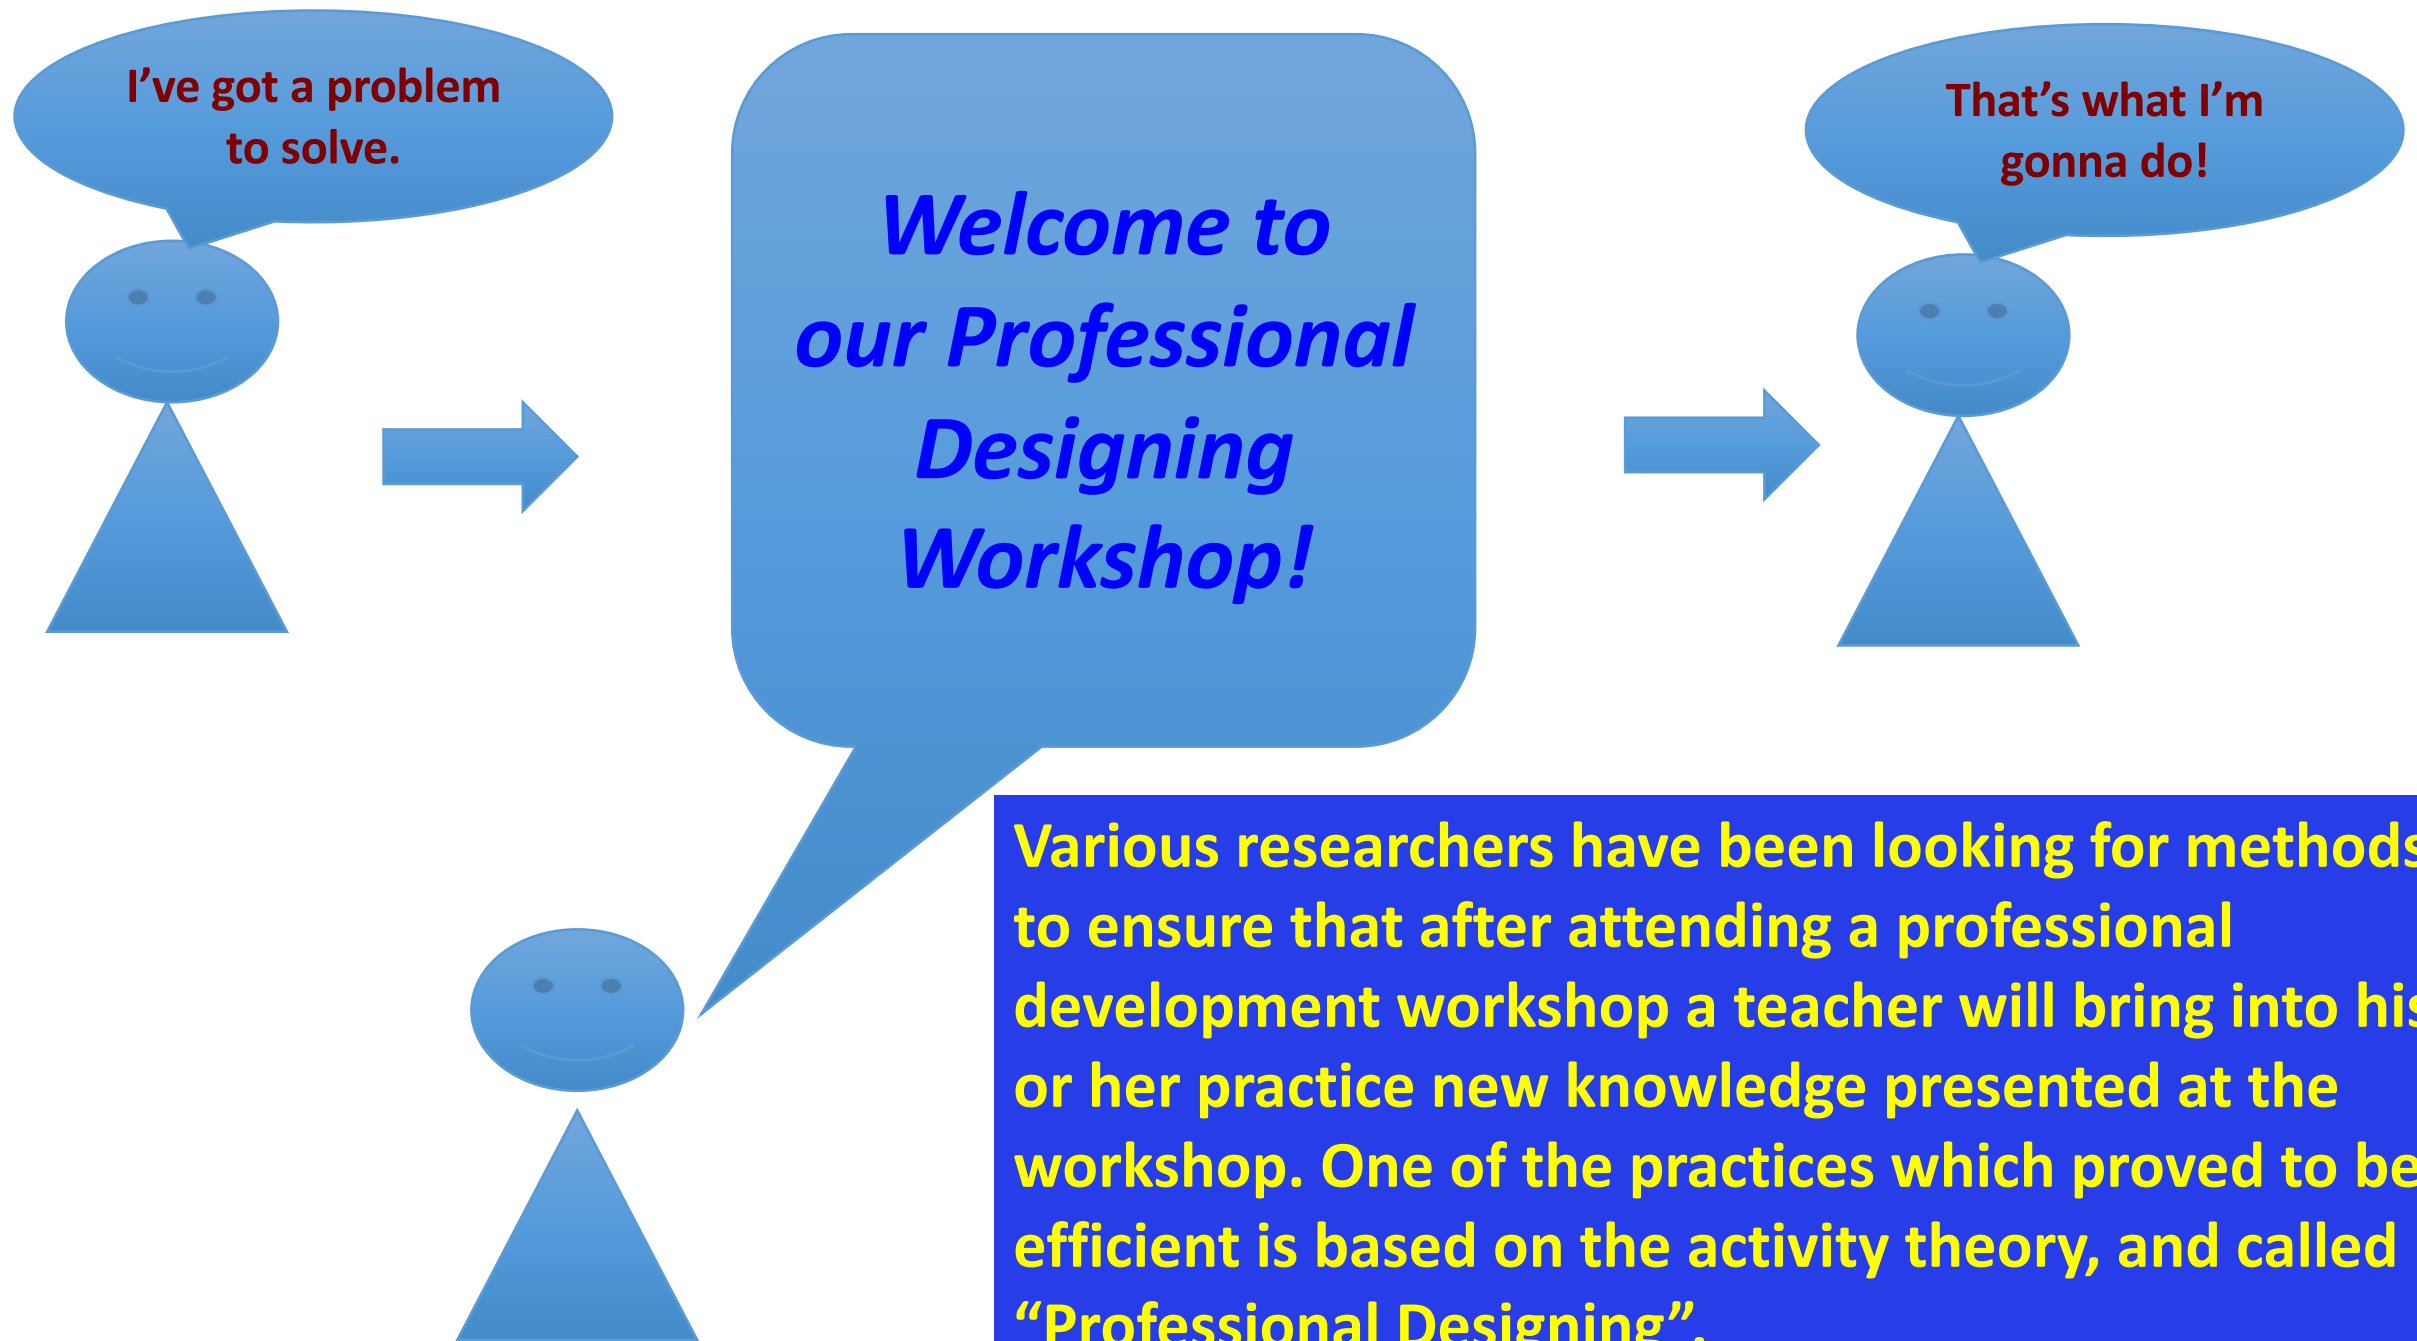 I’ve got a problem
to solve.
Welcome to
our Professional
Designing
Workshop!
That’s what I’m
gonna do!
Various researchers have been looking for methods
to ensure that after attending a professional
development workshop a teacher will bring into his
or her practice new knowledge presented at the
workshop. One of the practices which proved to be
efficient is based on the activity theory, and called
“Professional Designing”.